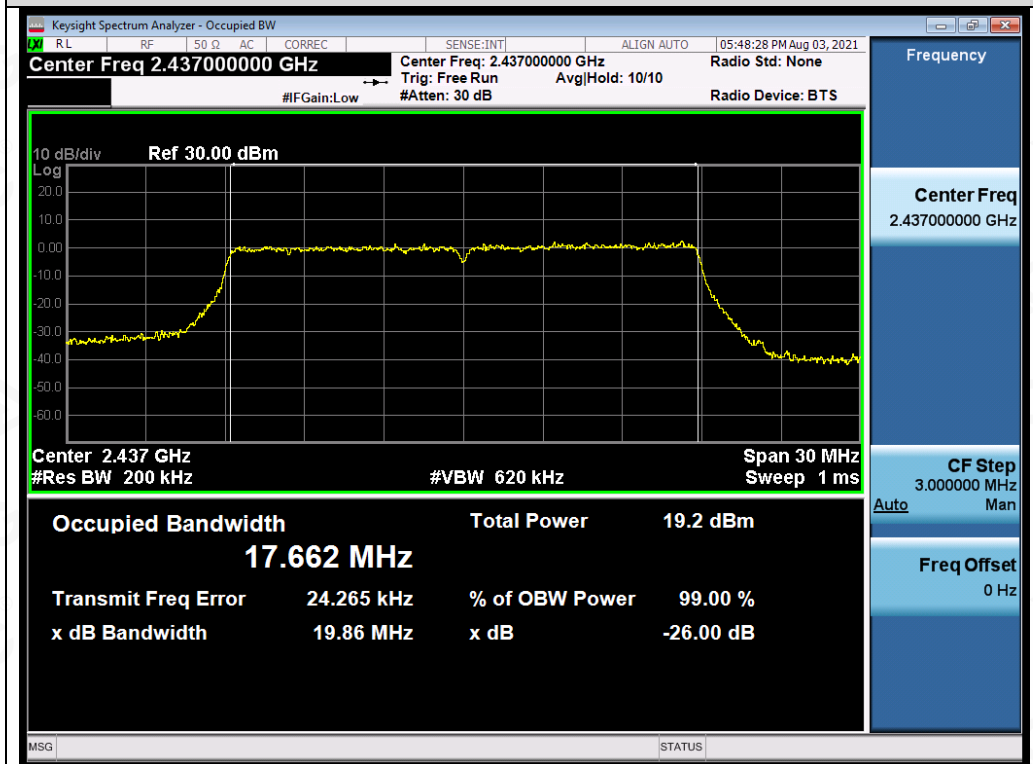 Keysight Spectrum Analyzer - Occupied BW
LXI RL RF 50 Ω AC CORREC SENSE:INT ALIGN AUTO 05:48:28 PM Aug 03, 2021
Center Freq 2.437000000 GHz
Center Freq: 2.437000000 GHz Radio Std: None
Trig: Free Run Avg|Hold: 10/10
#IFGain:Low #Atten: 30 dB Radio Device: BTS
10 dB/div Ref 30.00 dBm
Log
20.0
10.0
0.00
-10.0
-20.0
-30.0
-40.0
-50.0
-60.0
Center 2.437 GHz Span 30 MHz
#Res BW 200 kHz #VBW 620 kHz Sweep 1 ms
Occupied Bandwidth Total Power 19.2 dBm
17.662 MHz
Transmit Freq Error 24.265 kHz % of OBW Power 99.00 %
x dB Bandwidth 19.86 MHz x dB -26.00 dB
MSG STATUS
Frequency
Center Freq
2.437000000 GHz
CF Step
3.000000 MHz
Auto Man
Freq Offset
0 Hz